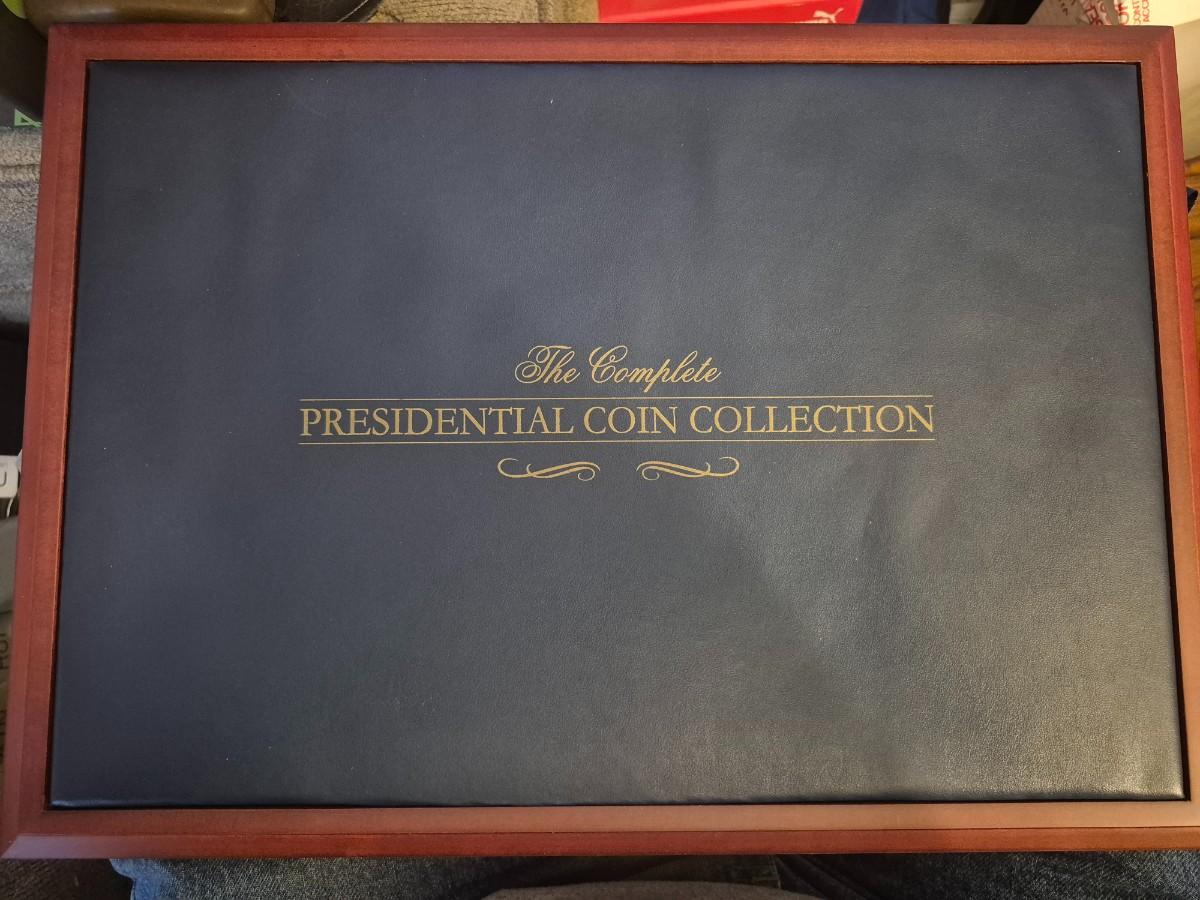 The Complete
PRESIDENTIAL COIN COLLECTION